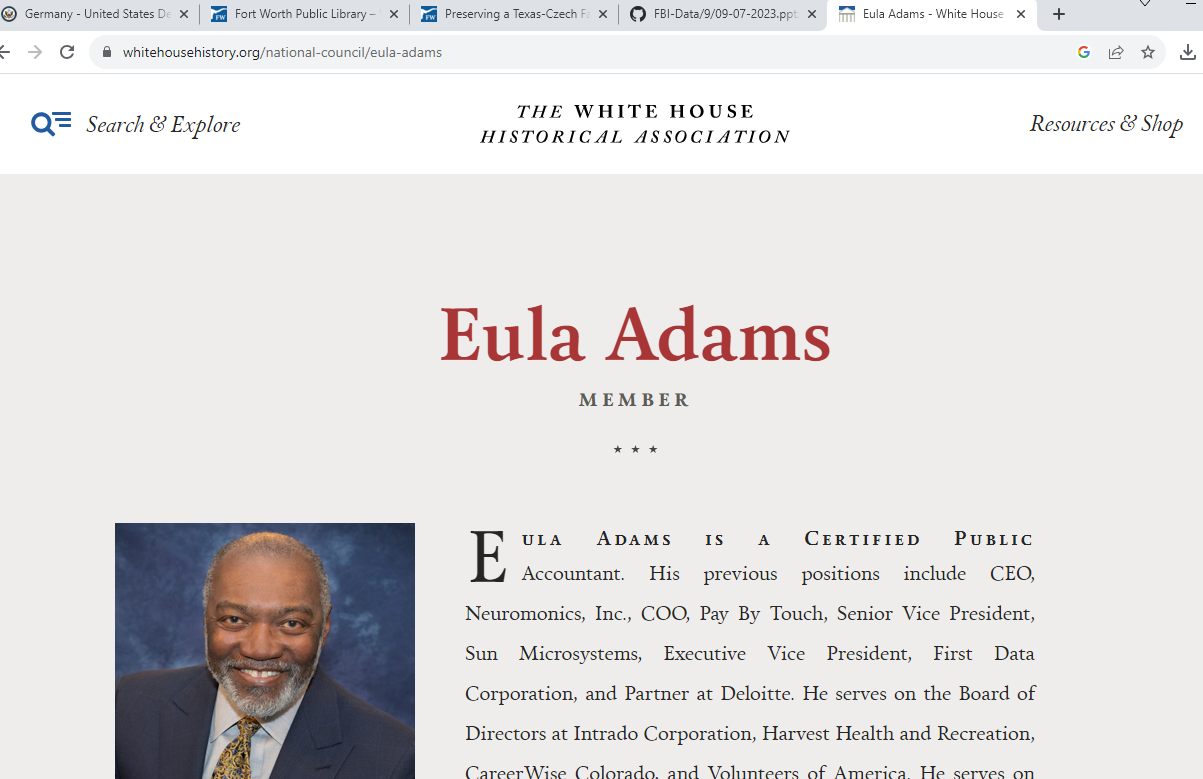 Germany - United States De
Fort Worth Public Library –
Preserving a Texas-Czech Fa
FBI-Data/9/09-07-2023.ppt
Eula Adams - White House
whitehousehistory.org/national-council/eula-adams
Search & Explore
THE WHITE HOUSE
HISTORICAL ASSOCIATION
Resources & Shop
Eula Adams
MEMBER
Eula Adams is a Certified Public
Accountant. His previous positions include CEO,
Neuromonics, Inc., COO, Pay By Touch, Senior Vice President,
Sun Microsystems, Executive Vice President, First Data
Corporation, and Partner at Deloitte. He serves on the Board of
Directors at Intrado Corporation, Harvest Health and Recreation,
CareerWise Colorado, and Volunteers of America. He serves on